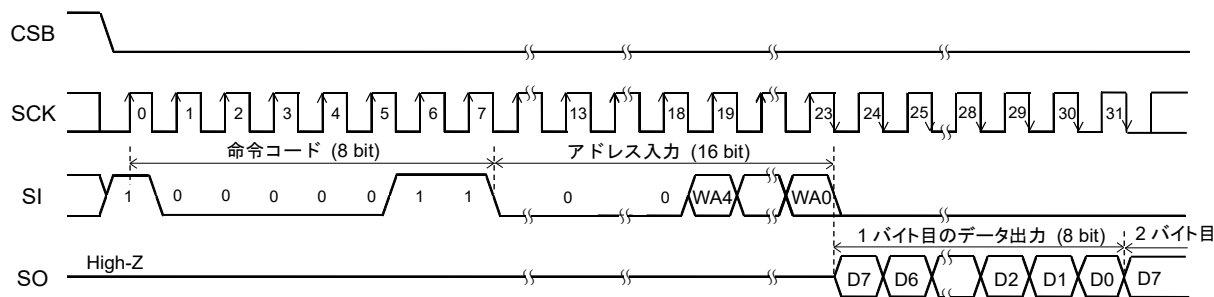 CSB
SCK 0 1 2 3 4 5 6 7 13 18 19 23 24 25 28 29 30 31
命令コード (8 bit) アドレス入力 (16 bit)
SI 1 0 0 0 0 0 1 1 0 0 WA4 WA0
1 バイト目のデータ出力 (8 bit) 2 バイト目
High-Z
SO D7 D6 D2 D1 D0 D7